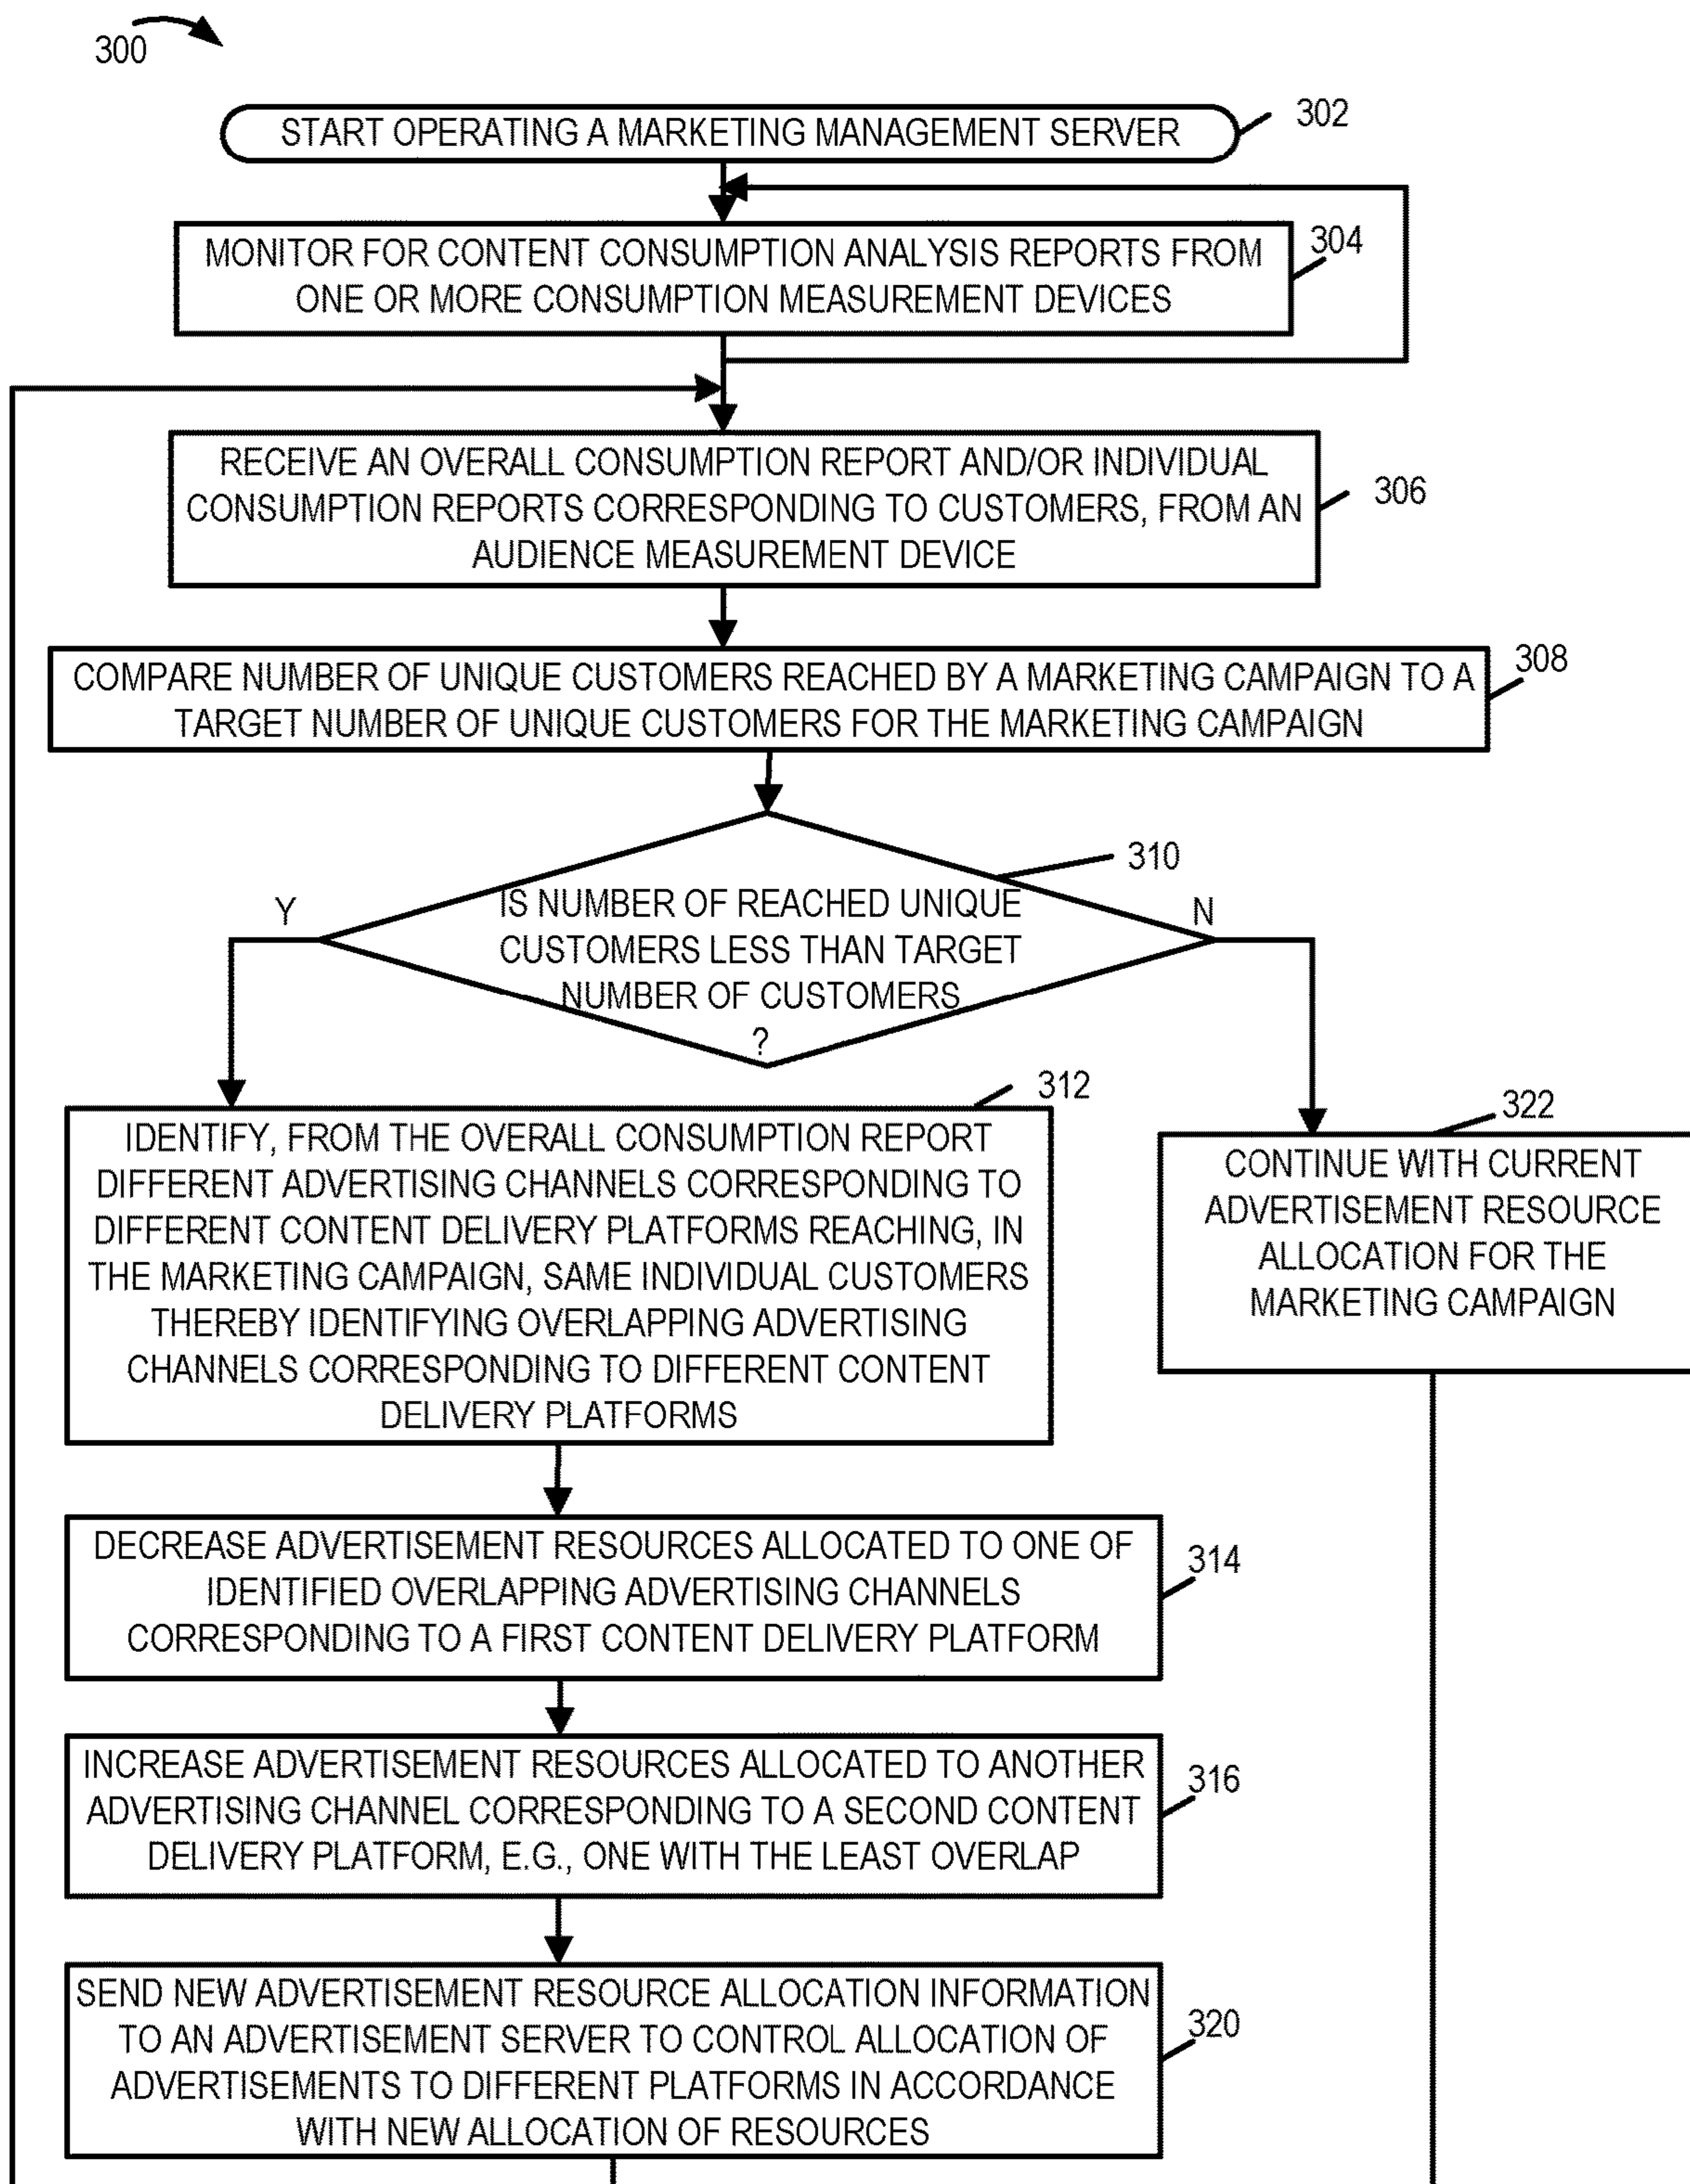 300
START OPERATING A MARKETING MANAGEMENT SERVER
302
MONITOR FOR CONTENT CONSUMPTION ANALYSIS REPORTS FROM
ONE OR MORE CONSUMPTION MEASUREMENT DEVICES
304
RECEIVE AN OVERALL CONSUMPTION REPORT AND/OR INDIVIDUAL
CONSUMPTION REPORTS CORRESPONDING TO CUSTOMERS, FROM AN
AUDIENCE MEASUREMENT DEVICE
306
COMPARE NUMBER OF UNIQUE CUSTOMERS REACHED BY A MARKETING CAMPAIGN TO A
TARGET NUMBER OF UNIQUE CUSTOMERS FOR THE MARKETING CAMPAIGN
308
310
Y
IS NUMBER OF REACHED UNIQUE
CUSTOMERS LESS THAN TARGET
NUMBER OF CUSTOMERS
?
N
312
IDENTIFY, FROM THE OVERALL CONSUMPTION REPORT
DIFFERENT ADVERTISING CHANNELS CORRESPONDING TO
DIFFERENT CONTENT DELIVERY PLATFORMS REACHING, IN
THE MARKETING CAMPAIGN, SAME INDIVIDUAL CUSTOMERS
THEREBY IDENTIFYING OVERLAPPING ADVERTISING
CHANNELS CORRESPONDING TO DIFFERENT CONTENT
DELIVERY PLATFORMS
322
CONTINUE WITH CURRENT
ADVERTISEMENT RESOURCE
ALLOCATION FOR THE
MARKETING CAMPAIGN
DECREASE ADVERTISEMENT RESOURCES ALLOCATED TO ONE OF
IDENTIFIED OVERLAPPING ADVERTISING CHANNELS
CORRESPONDING TO A FIRST CONTENT DELIVERY PLATFORM
314
INCREASE ADVERTISEMENT RESOURCES ALLOCATED TO ANOTHER
ADVERTISING CHANNEL CORRESPONDING TO A SECOND CONTENT
DELIVERY PLATFORM, E.G., ONE WITH THE LEAST OVERLAP
316
SEND NEW ADVERTISEMENT RESOURCE ALLOCATION INFORMATION
TO AN ADVERTISEMENT SERVER TO CONTROL ALLOCATION OF
ADVERTISEMENTS TO DIFFERENT PLATFORMS IN ACCORDANCE
WITH NEW ALLOCATION OF RESOURCES
320